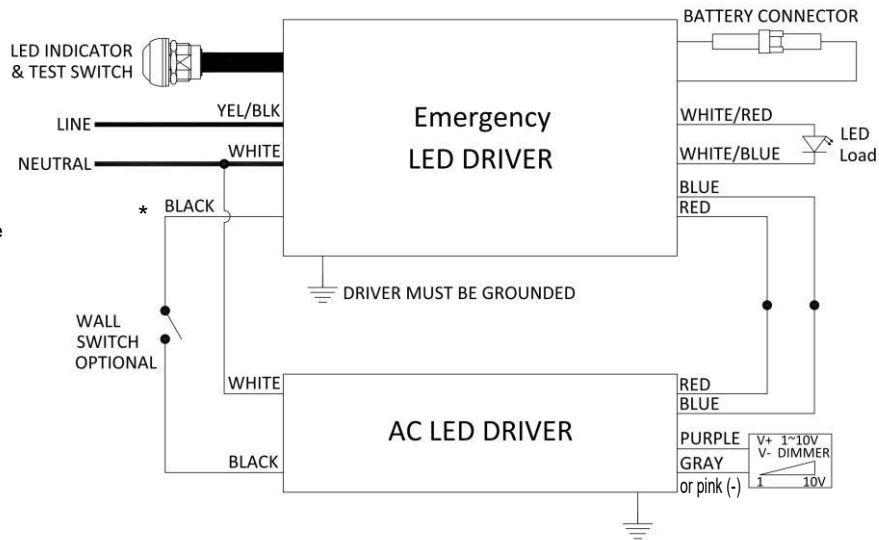 BATTERY CONNECTOR
LED INDICATOR
& TEST SWITCH
YEL/BLK
LINE
WHITE
NEUTRAL
* BLACK
e
Emergency
LED DRIVER
WHITE/RED
LED
Load
WHITE/BLUE
BLUE
RED
DRIVER MUST BE GROUNDED
WALL
SWITCH
OPTIONAL
WHITE
BLACK
AC LED DRIVER
RED
BLUE
PURPLE
GRAY
or pink (-)
V+ 1~10V
V- DIMMER
1 10V